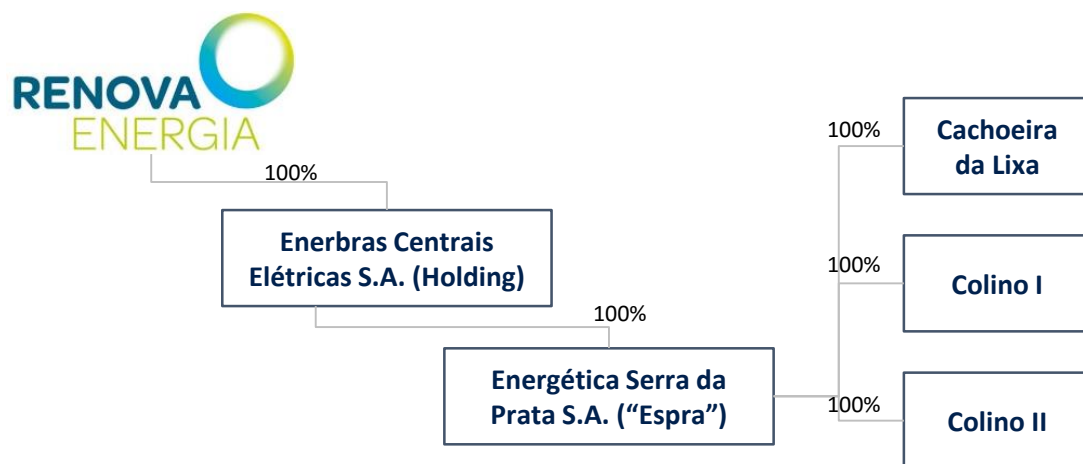 RENOVA
ENERGIA
100%
Enerbras Centrais
Elétricas S.A. (Holding)
100%
Energética Serra da
Prata S.A. (“Espra”)
100%
Cachoeira
da Lixa
100%
Colino I
100%
Colino II